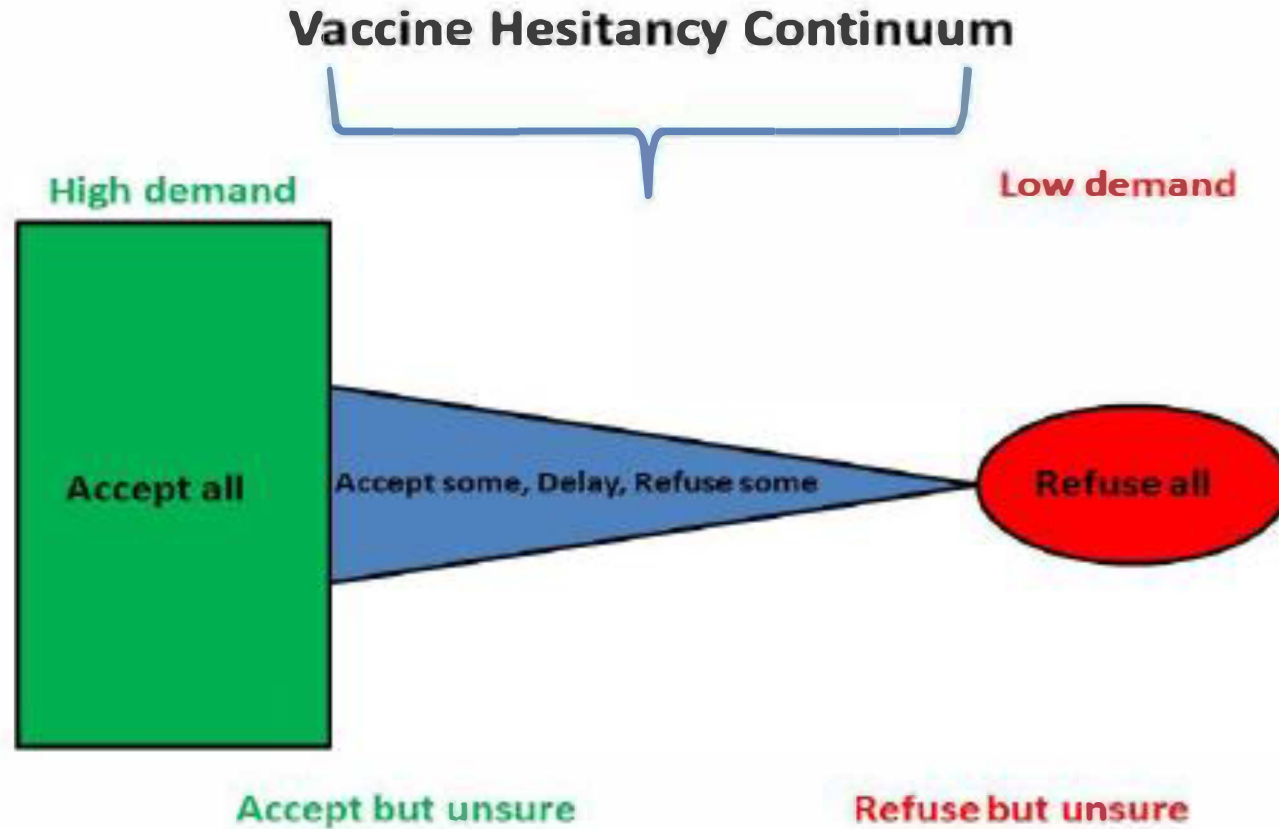 Vaccine Hesitancy Continuum
High demand
Low demand
Accept all
Accept some, Delay, Refuse some
Refuse all
Accept but unsure
Refuse but unsure